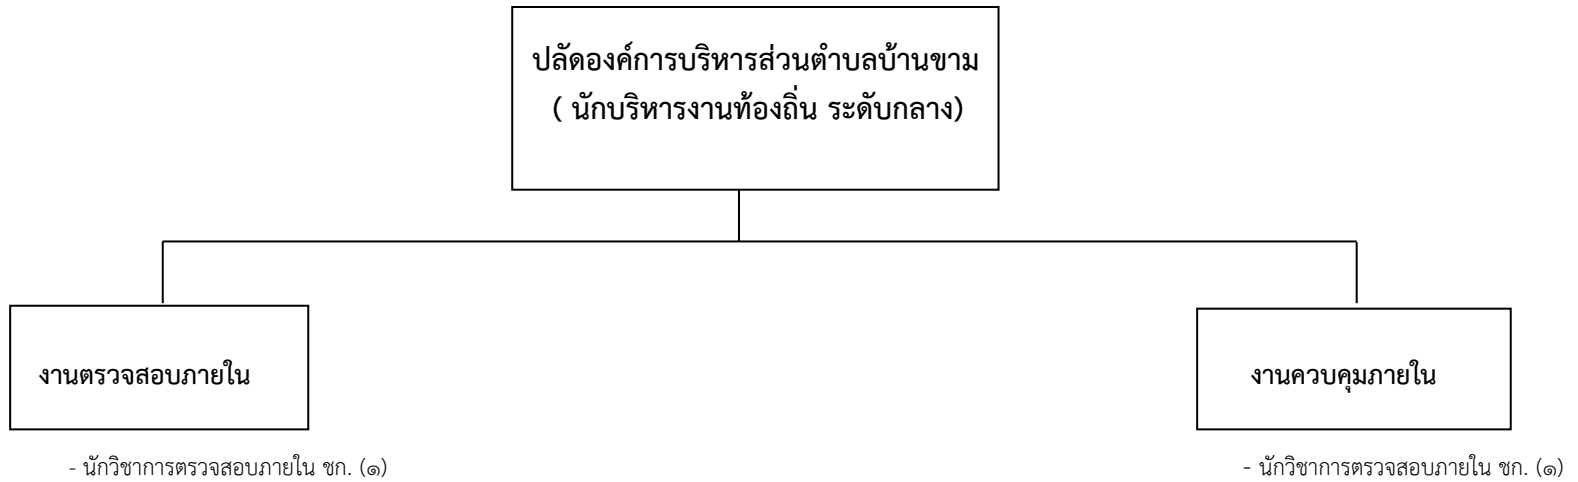 ปลัดองค์การบริหารส่วนตำบลบ้านขาม
( นักบริหารงานท้องถิ่น ระดับกลาง)
งานตรวจสอบภายใน
งานควบคุมภายใน
- นักวิชาการตรวจสอบภายใน ชก. (๑)
- นักวิชาการตรวจสอบภายใน ชก. (๑)